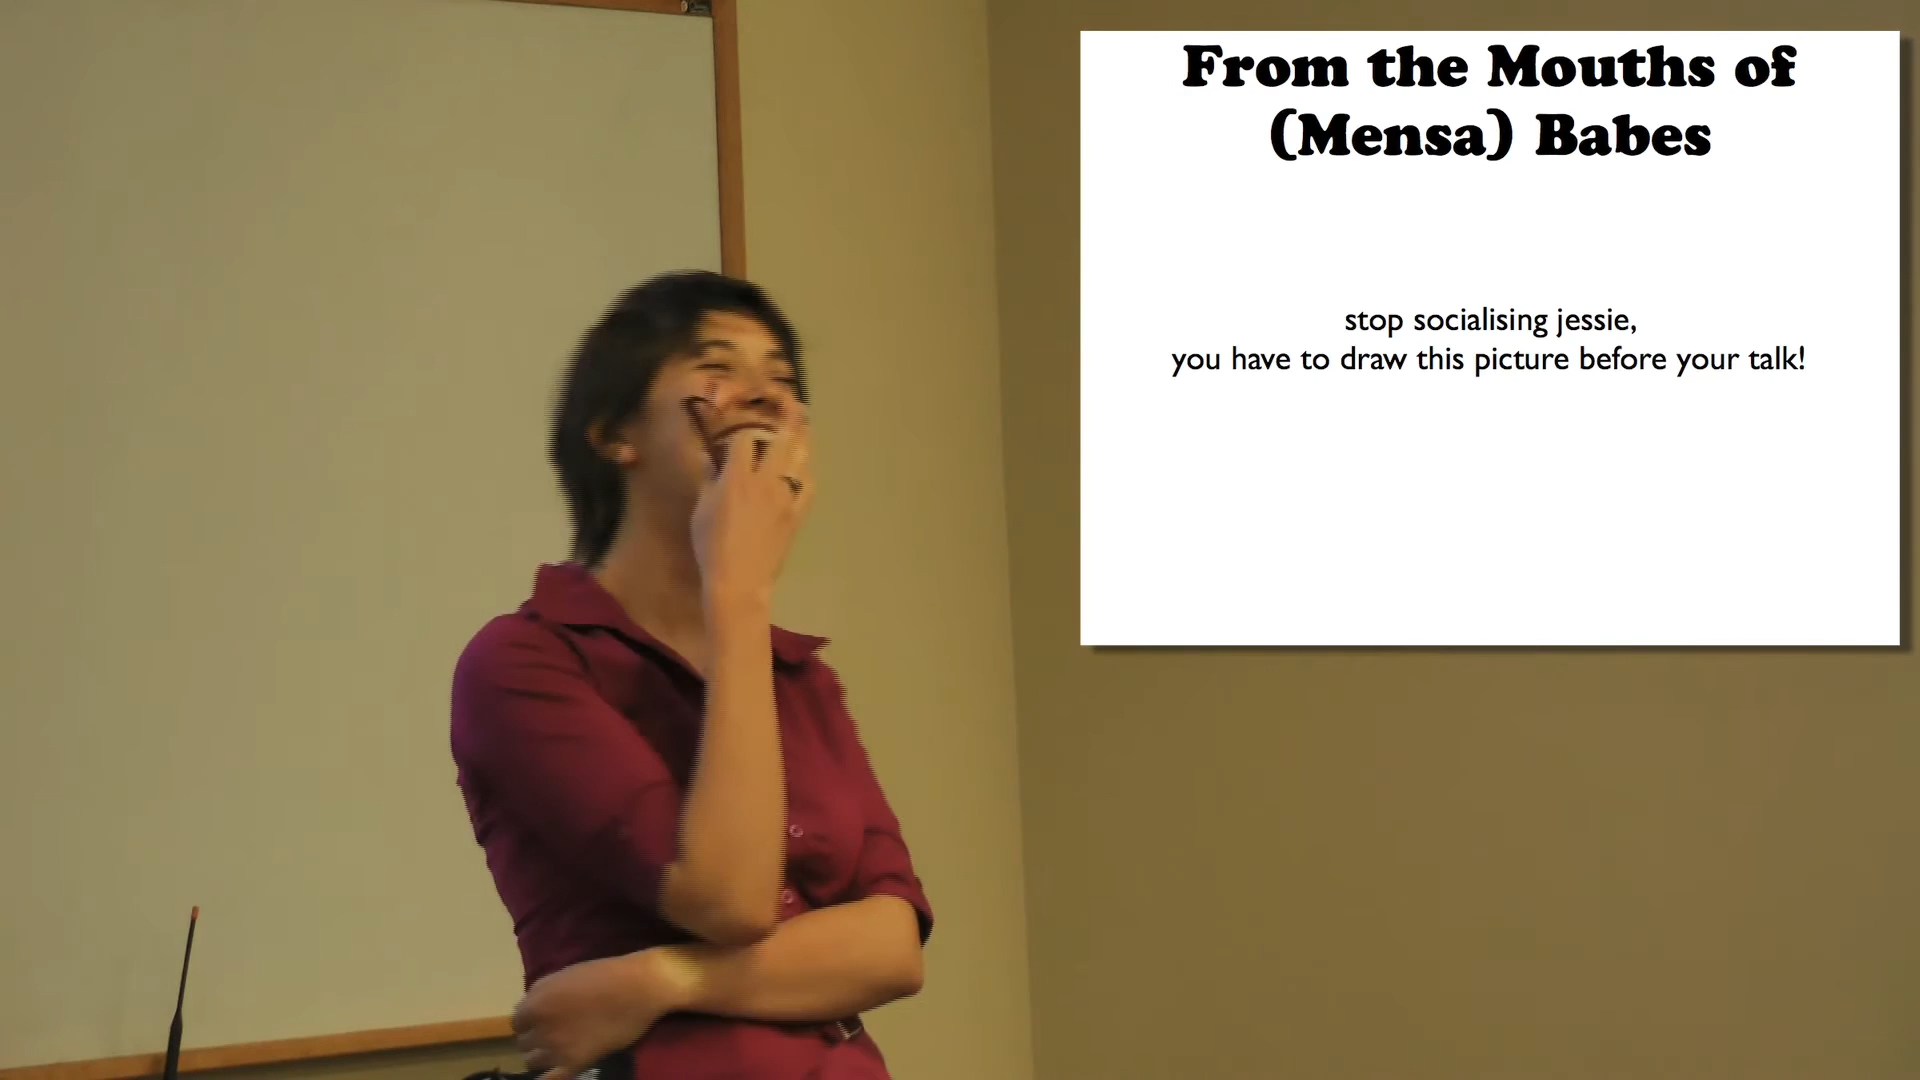 From the Mouths of
(Mensa) Babes
stop socialising jessie,
you have to draw this picture before your talk!